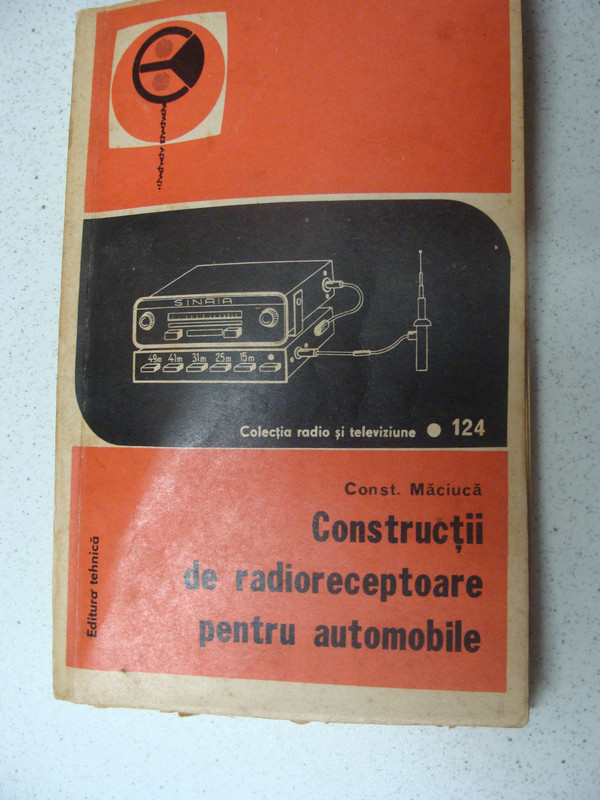 SINAIA
49m 41m 31m 25m 15m
Colecția radio și televiziune ● 124
Const. Măciucă
Construcții
de radioreceptoare
pentru automobile
Editura tehnică